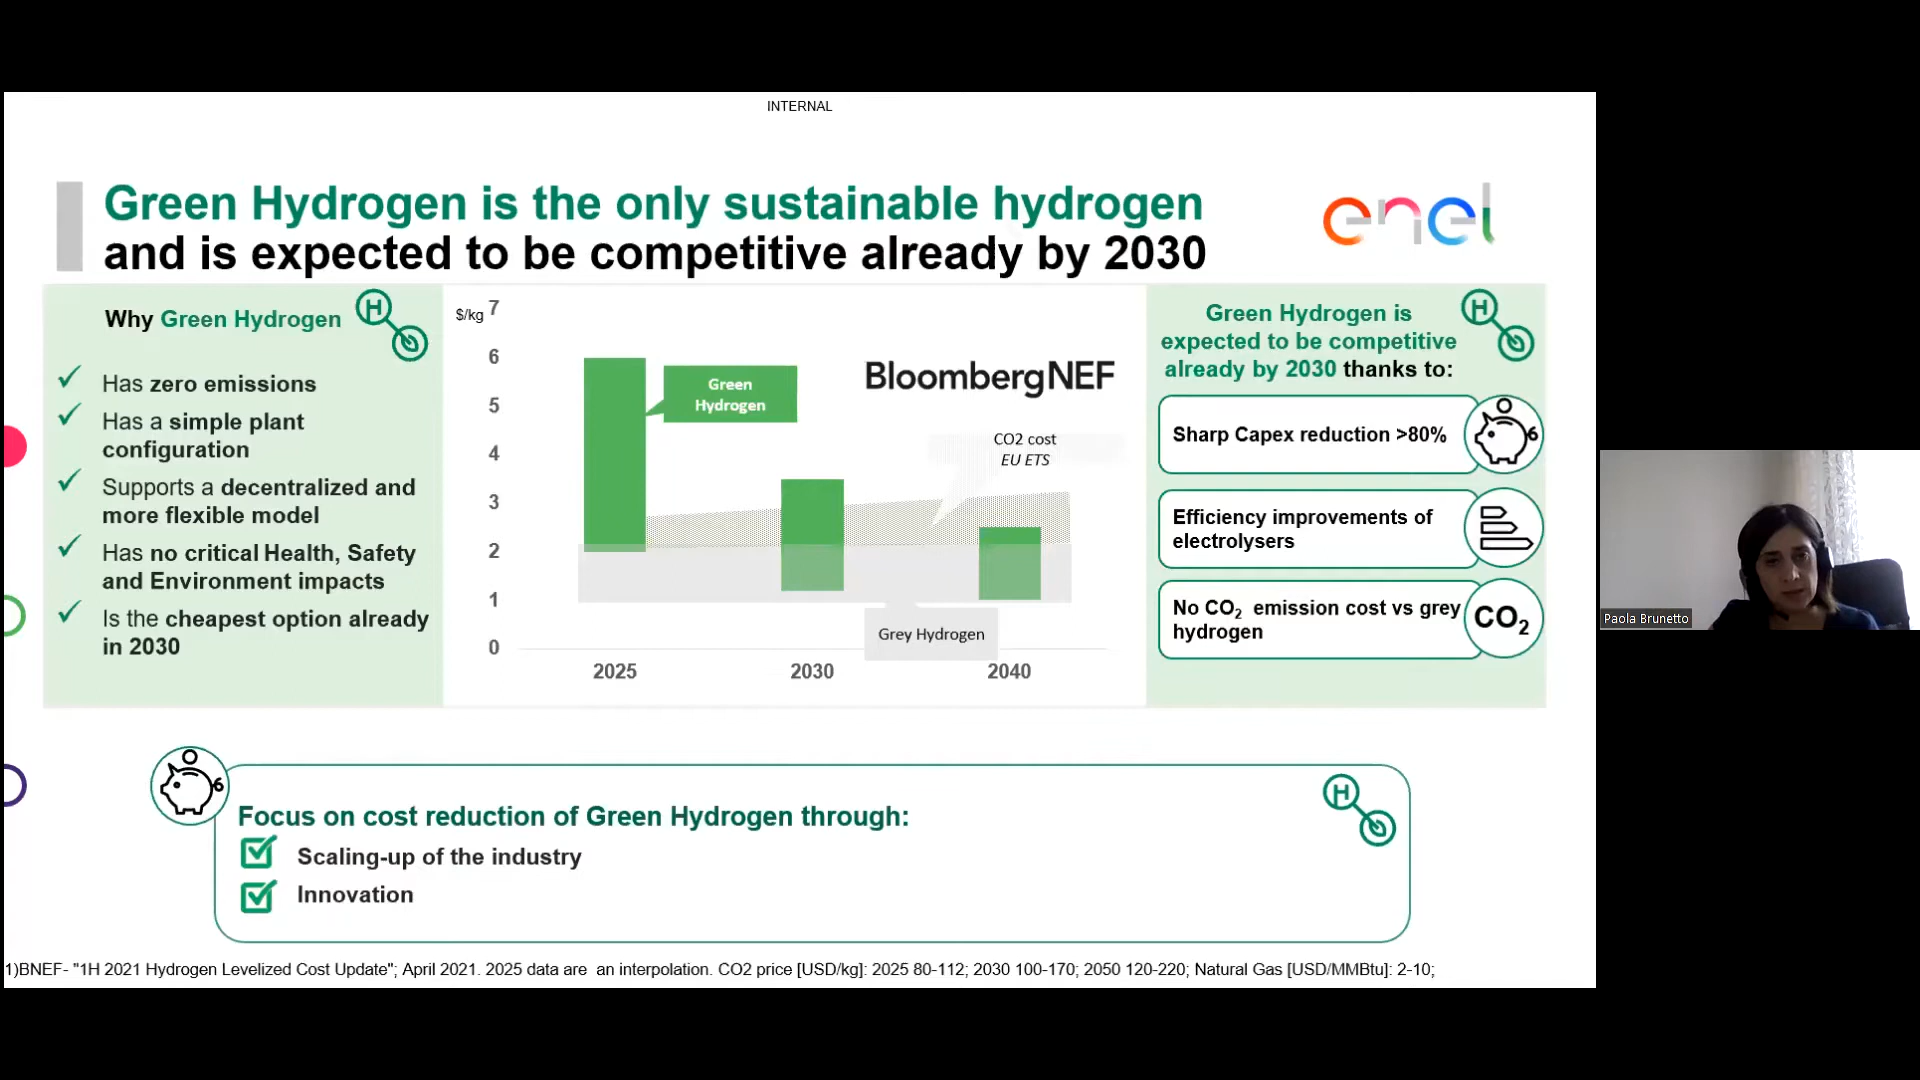 INTERNAL
Green Hydrogen is the only sustainable hydrogen
and is expected to be competitive already by 2030
enel
Why Green Hydrogen
H
Has zero emissions
Has a simple plant
configuration
Supports a decentralized and
more flexible model
Has no critical Health, Safety
and Environment impacts
Is the cheapest option already
in 2030
$/kg
7
6
5
4
3
2
1
0
Green
Hydrogen
BloombergNEF
CO2 cost
EU ETS
Grey Hydrogen
2025
2030
2040
Green Hydrogen is
expected to be competitive
already by 2030 thanks to:
H
Sharp Capex reduction >80%
Efficiency improvements of
electrolysers
No CO₂ emission cost vs grey
hydrogen
CO₂
Paola Brunetto
Focus on cost reduction of Green Hydrogen through:
Scaling-up of the industry
Innovation
H
1)BNEF- "1H 2021 Hydrogen Levelized Cost Update"; April 2021. 2025 data are an interpolation. CO2 price [USD/kg]: 2025 80-112; 2030 100-170; 2050 120-220; Natural Gas [USD/MMBtu]: 2-10;